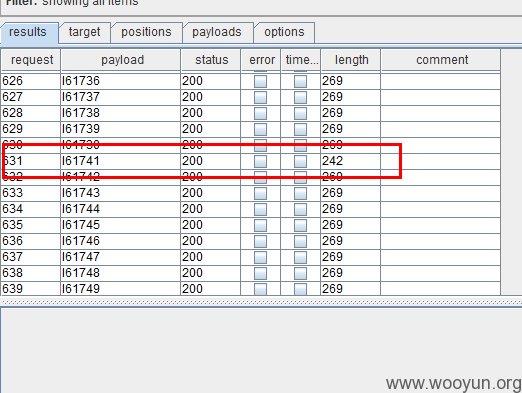 Filter: showing all items
results target positions payloads options
request payload status error time... length comment
626 I61736 200 269
627 I61737 200 269
628 I61738 200 269
629 I61739 200 269
630 I61730 200 269
631 I61741 200 242
632 I61742 200 269
633 I61743 200 269
634 I61744 200 269
635 I61745 200 269
636 I61746 200 269
637 I61747 200 269
638 I61748 200 269
639 I61749 200 269
www.wooyun.org